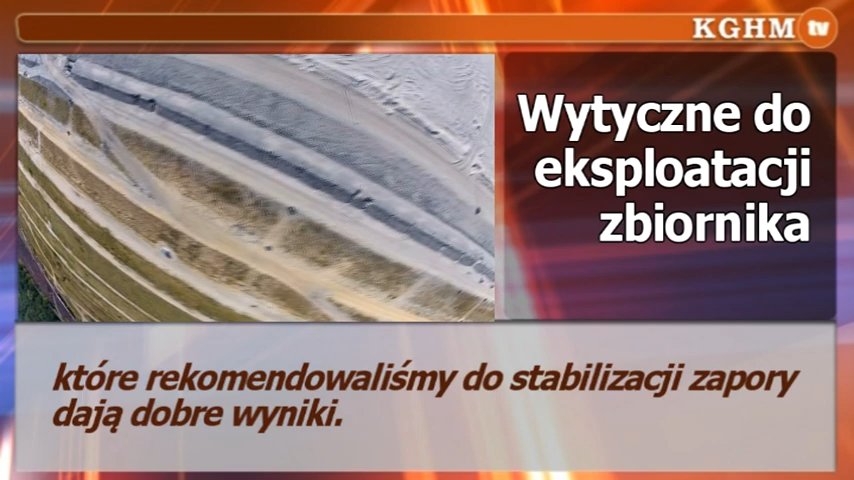 KGHM tv
Wytyczne do
eksploatacji
zbiornika
które rekomendowaliśmy do stabilizacji zapory
dają dobre wyniki.